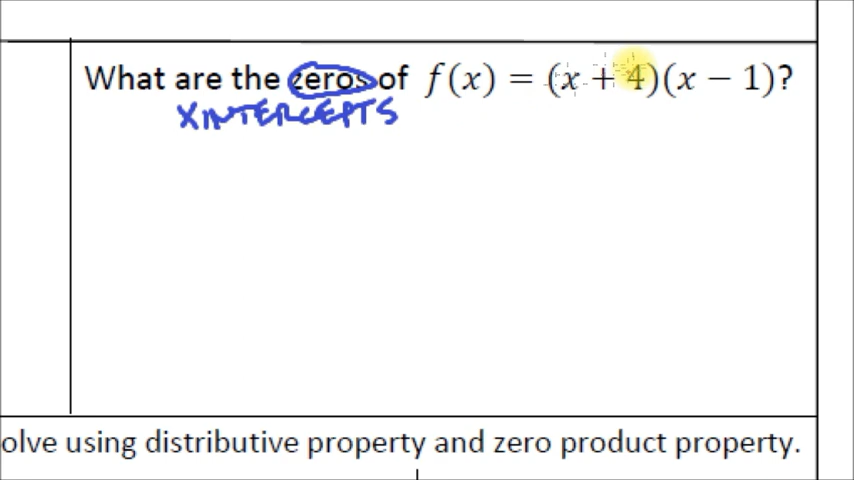 What are the zeros of f(x) = (x + 4)(x − 1)?
XINTERCEPTS
olve using distributive property and zero product property.